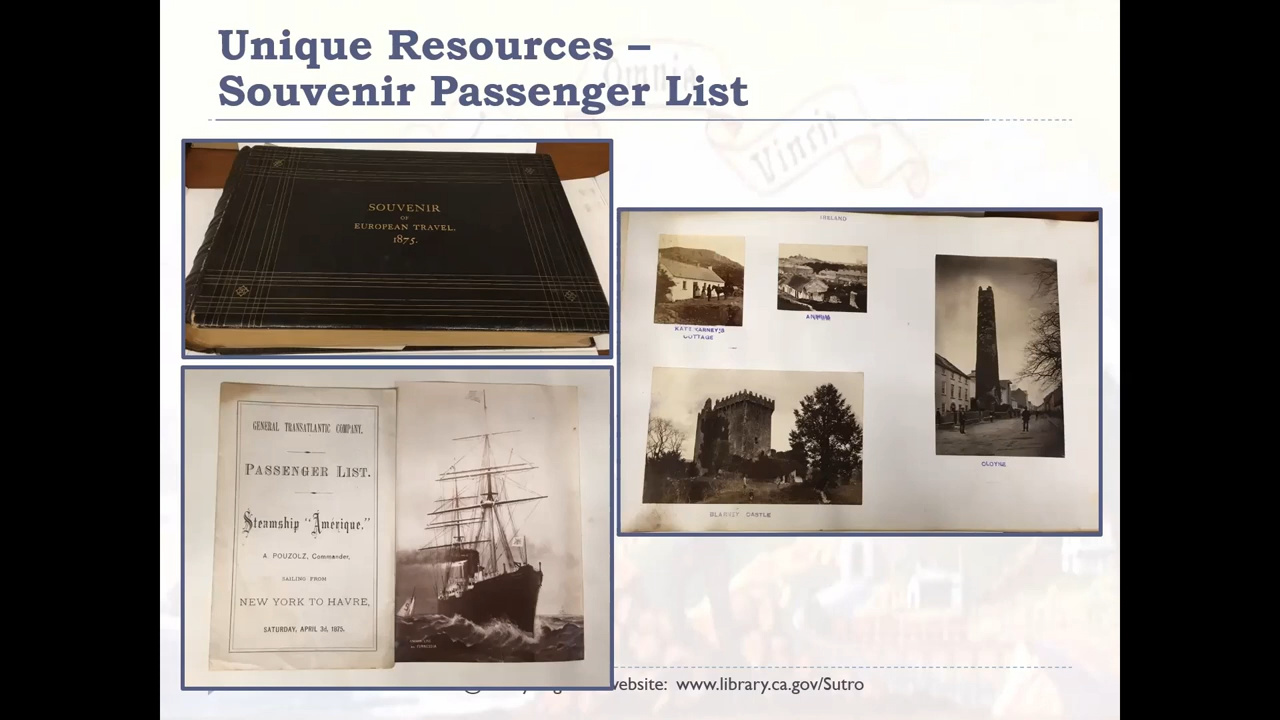 Unique Resources –
Souvenir Passenger List
Omnia
Vincit
SOUVENIR
OF
EUROPEAN TRAVEL.
1875.
IRELAND
COTTAGE
BLARNEY CASTLE
CLOYNE
GENERAL TRANSATLANTIC COMPANY.
PASSENGER LIST.
Steamship "Amérique."
A. POUZOLZ, Commander,
SAILING FROM
NEW YORK TO HAVRE,
SATURDAY, APRIL 3d, 1875.
website: www.library.ca.gov/Sutro